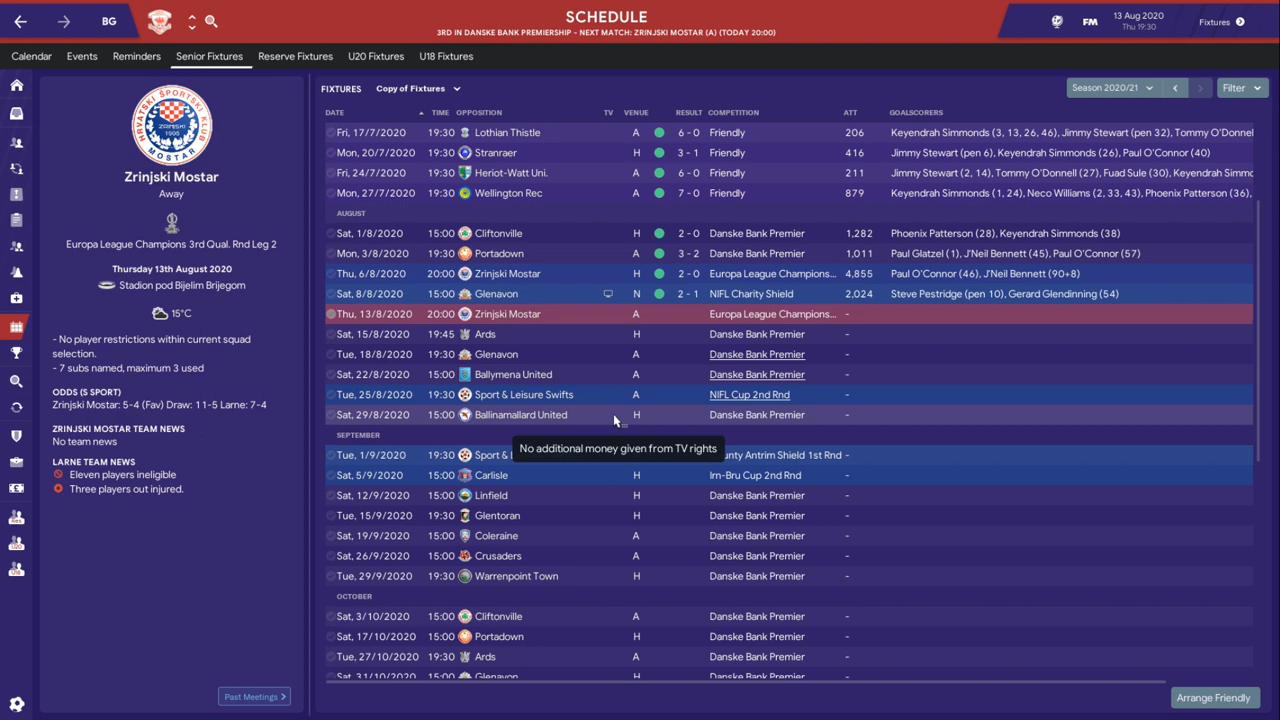 BG
SCHEDULE
3RD IN DANSKE BANK PREMIERSHIP - NEXT MATCH: ZRINJSKI MOSTAR (A) (TODAY 20:00)
FM
13 Aug 2020
Thu 19:30
Fixtures
Calendar Events Reminders Senior Fixtures Reserve Fixtures U20 Fixtures U18 Fixtures
Zrinjski Mostar
Away
Europa League Champions 3rd Qual. Rnd Leg 2
Thursday 13th August 2020
Stadion pod Bijelim Brijegom
15°C
- No player restrictions within current squad
selection.
- 7 subs named, maximum 3 used
ODDS (S SPORT)
Zrinjski Mostar: 5-4 (Fav) Draw: 11-5 Larne: 7-4
ZRINJSKI MOSTAR TEAM NEWS
No team news
LARNE TEAM NEWS
Eleven players ineligible
Three players out injured.
Past Meetings
FIXTURES Copy of Fixtures Season 2020/21 Filter
DATE TIME OPPOSITION TV VENUE RESULT COMPETITION ATT GOALSCORERS
Fri, 17/7/2020 19:30 Lothian Thistle A 6 - 0 Friendly 206 Keyendrah Simmonds (3, 13, 26, 46), Jimmy Stewart (pen 32), Tommy O'Donnel
Mon, 20/7/2020 19:30 Stranraer H 3 - 1 Friendly 416 Jimmy Stewart (pen 6), Keyendrah Simmonds (26), Paul O'Connor (40)
Fri, 24/7/2020 19:30 Heriot-Watt Uni. A 6 - 0 Friendly 211 Jimmy Stewart (2, 14), Tommy O'Donnell (27), Fuad Sule (30), Keyendrah Simmo
Mon, 27/7/2020 19:30 Wellington Rec A 7 - 0 Friendly 879 Keyendrah Simmonds (1, 24), Neco Williams (2, 33, 43), Phoenix Patterson (36),
AUGUST
Sat, 1/8/2020 15:00 Cliftonville H 2 - 0 Danske Bank Premier 1,282 Phoenix Patterson (28), Keyendrah Simmonds (38)
Mon, 3/8/2020 19:30 Portadown A 3 - 2 Danske Bank Premier 1,011 Paul Glatzel (1), J'Neil Bennett (45), Paul O'Connor (57)
Thu, 6/8/2020 20:00 Zrinjski Mostar H 2 - 0 Europa League Champions... 4,855 Paul O'Connor (46), J'Neil Bennett (90+8)
Sat, 8/8/2020 15:00 Glenavon N 2 - 1 NIFL Charity Shield 2,024 Steve Pestridge (pen 10), Gerard Glendinning (54)
Thu, 13/8/2020 20:00 Zrinjski Mostar A Europa League Champions... -
Sat, 15/8/2020 19:45 Ards H Danske Bank Premier -
Tue, 18/8/2020 19:30 Glenavon A Danske Bank Premier -
Sat, 22/8/2020 15:00 Ballymena United A Danske Bank Premier -
Tue, 25/8/2020 19:30 Sport & Leisure Swifts A NIFL Cup 2nd Rnd -
Sat, 29/8/2020 15:00 Ballinamallard United H Danske Bank Premier -
No additional money given from TV rights
SEPTEMBER
Tue, 1/9/2020 19:30 Sport & unty Antrim Shield 1st Rnd -
Sat, 5/9/2020 15:00 Carlisle H Irn-Bru Cup 2nd Rnd -
Sat, 12/9/2020 15:00 Linfield H Danske Bank Premier -
Tue, 15/9/2020 19:30 Glentoran H Danske Bank Premier -
Sat, 19/9/2020 15:00 Coleraine A Danske Bank Premier -
Sat, 26/9/2020 15:00 Crusaders A Danske Bank Premier -
Tue, 29/9/2020 19:30 Warrenpoint Town H Danske Bank Premier -
OCTOBER
Sat, 3/10/2020 15:00 Cliftonville A Danske Bank Premier -
Sat, 17/10/2020 15:00 Portadown H Danske Bank Premier -
Tue, 27/10/2020 19:30 Ards A Danske Bank Premier -
Sat, 31/10/2020 15:00 Glenavon H Danske Bank Premier -
Arrange Friendly